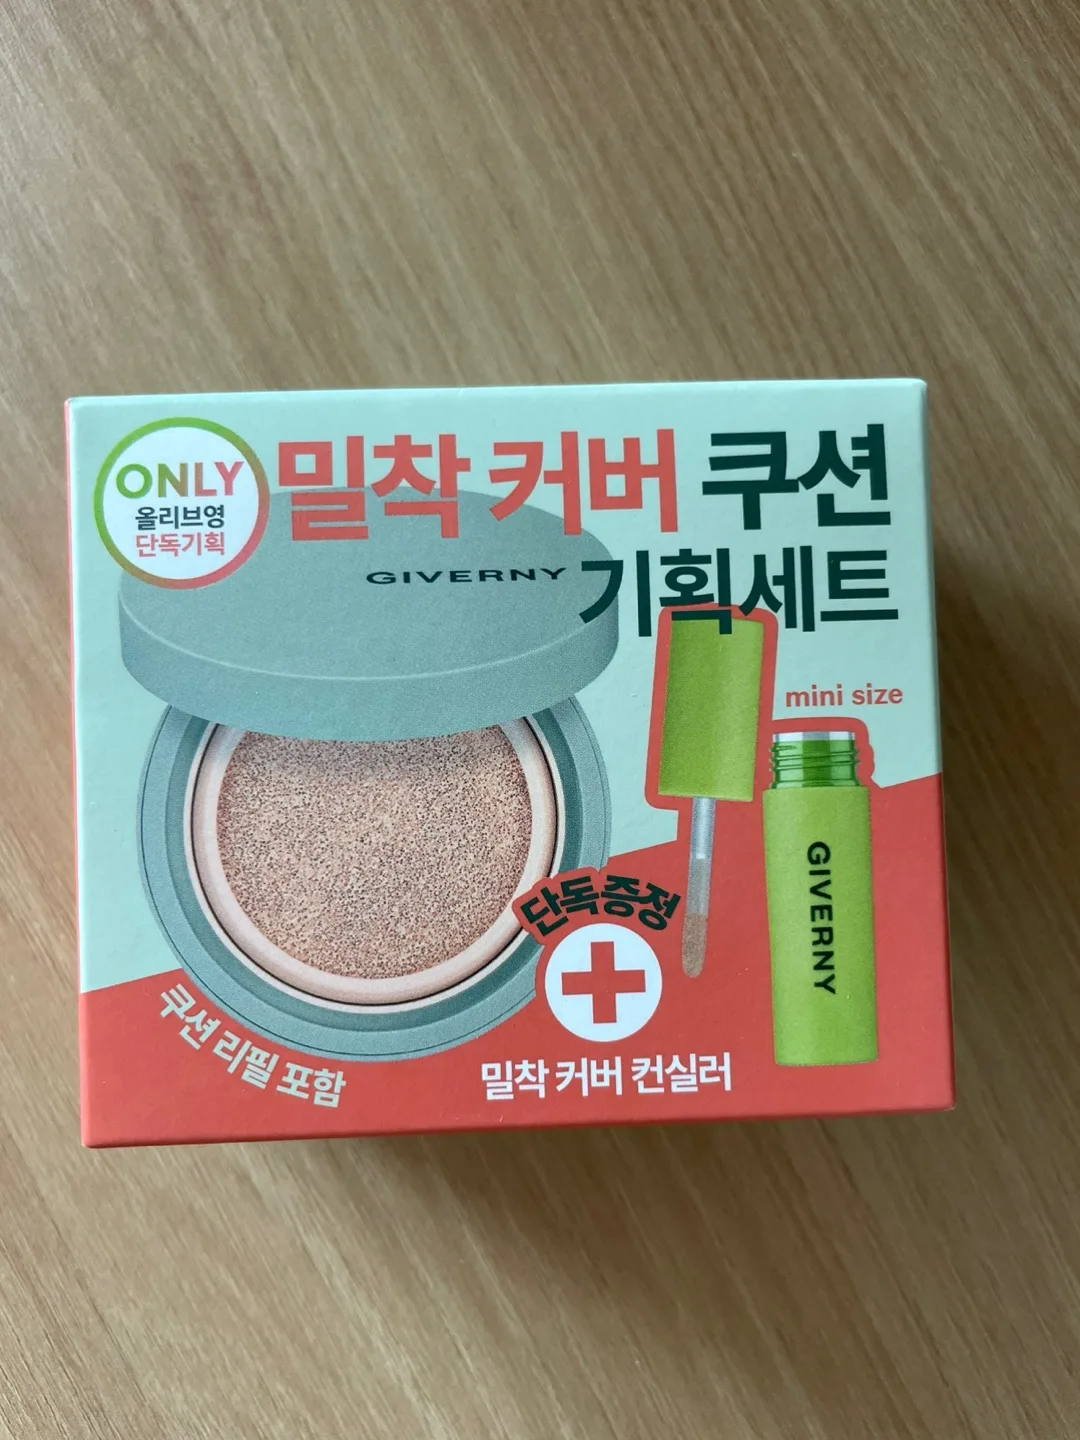 ONLY
올리브영
단독기획
밀착 커버 쿠션
기획세트
GIVERNY
mini size
GIVERNY
단독증정
쿠션 리필 포함
밀착 커버 컨실러